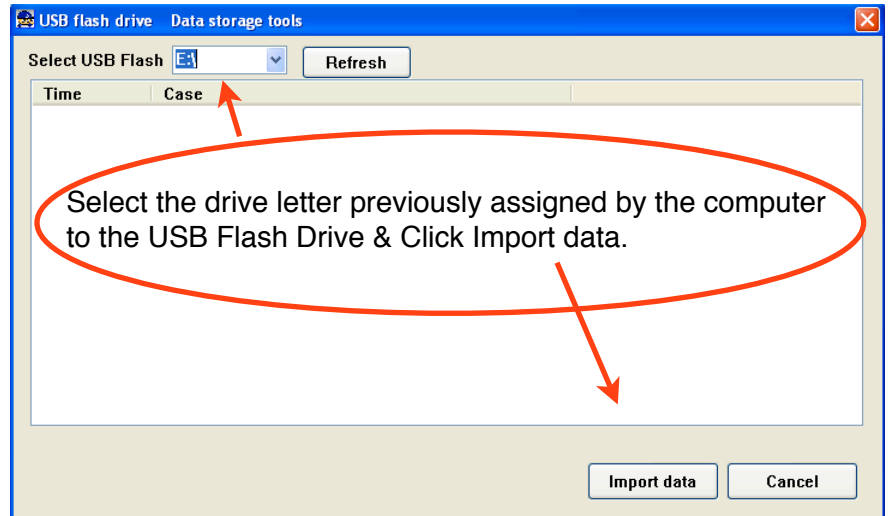 USB flash drive Data storage tools
Select USB Flash E:\ Refresh
Time Case
Select the drive letter previously assigned by the computer
to the USB Flash Drive & Click Import data.
Import data Cancel